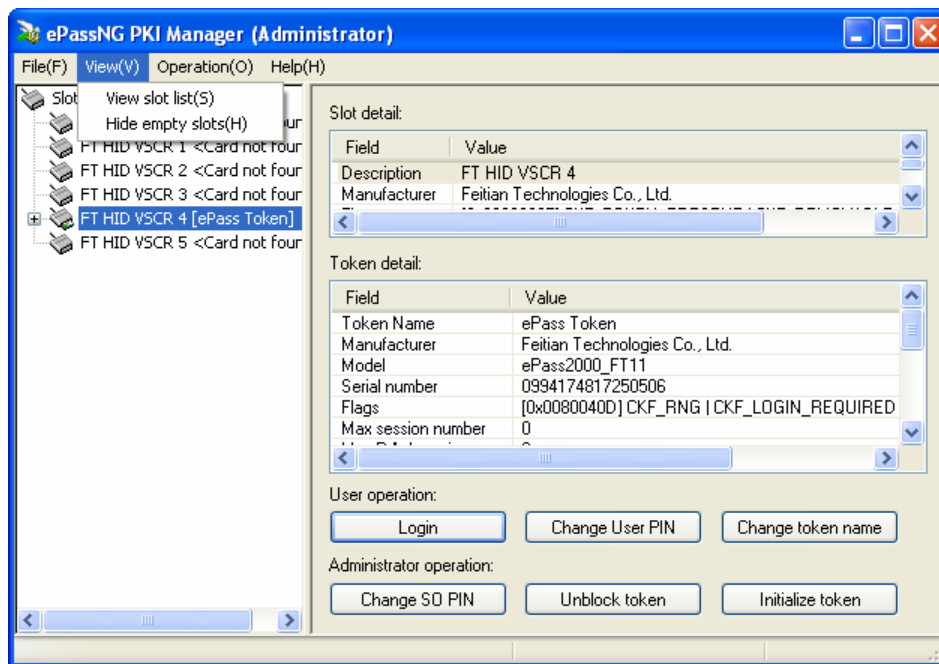 ePassNG PKI Manager (Administrator)
File(F) View(V) Operation(O) Help(H)
View slot list(S)
Hide empty slots(H)
Slot
FT HID VSCR 1 <Card not four
FT HID VSCR 2 <Card not four
FT HID VSCR 3 <Card not four
FT HID VSCR 4 [ePass Token]
FT HID VSCR 5 <Card not four
Slot detail:
Field Value
Description FT HID VSCR 4
Manufacturer Feitian Technologies Co., Ltd.
Token detail:
Field Value
Token Name ePass Token
Manufacturer Feitian Technologies Co., Ltd.
Model ePass2000_FT11
Serial number 0994174817250506
Flags [0x0080040D] CKF_RNG | CKF_LOGIN_REQUIRED
Max session number 0
User operation:
Login Change User PIN Change token name
Administrator operation:
Change SO PIN Unblock token Initialize token